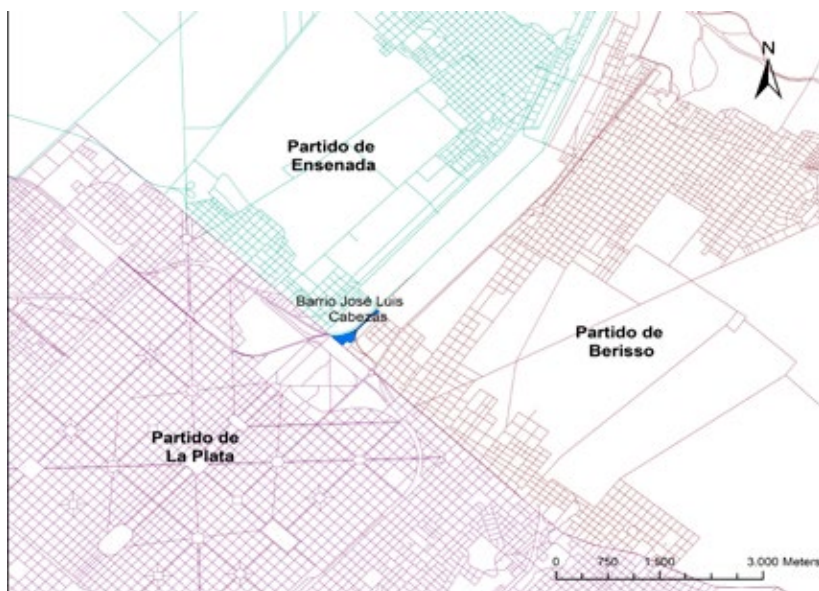 N
Partido de
Ensenada
Barrio José Luis
Cabezas
Partido de
Berisso
Partido de
La Plata
0 750 1.500 3.000 Meters